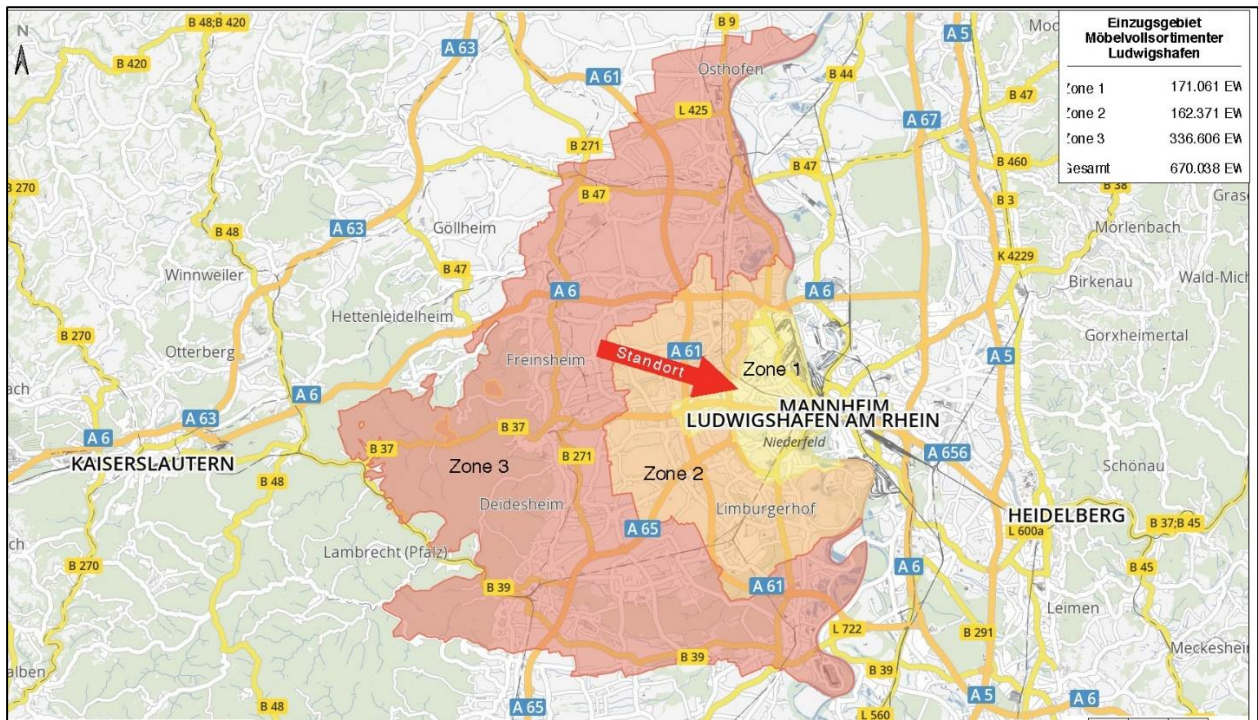 B 48;B 420
B 420
A 63
B 9
A 5
N
A 61
Osthofen
B 44
B 47
L 425
A 67
B 271
B 47
B 460
B 38
B 270
B 47
B 3
A 63
B 48
Göllheim
Mörlenbach
K 4229
Winnweiler
B 47
A 6
A 6
Birkenau
Wald-Mich
Hettenleidelheim
B 270
Otterberg
Freinsheim
A 61
Standort
Zone 1
A 5
Gorxheimertal
A 6
A 63
MANNHEIM
LUDWIGSHAFEN AM RHEIN
A 6
B 37
B 37
Niederfeld
KAISERSLAUTERN
Zone 3
B 271
Zone 2
A 656
Schönau
B 48
Deidesheim
Limburgerhof
HEIDELBERG
B 37;B 45
A 65
L 600a
Lambrecht (Pfalz)
B 270
A 6
B 45
B 39
A 61
Leimen
L 722
B 291
B 39
B 39
Meckesheim
alben
B 48
A 65
L 560
A 5
A 6
Einzugsgebiet
Möbelvollsortimenter
Ludwigshafen
Zone 1 171.061 EW
Zone 2 162.371 EW
Zone 3 336.606 EW
Gesamt 670.038 EW